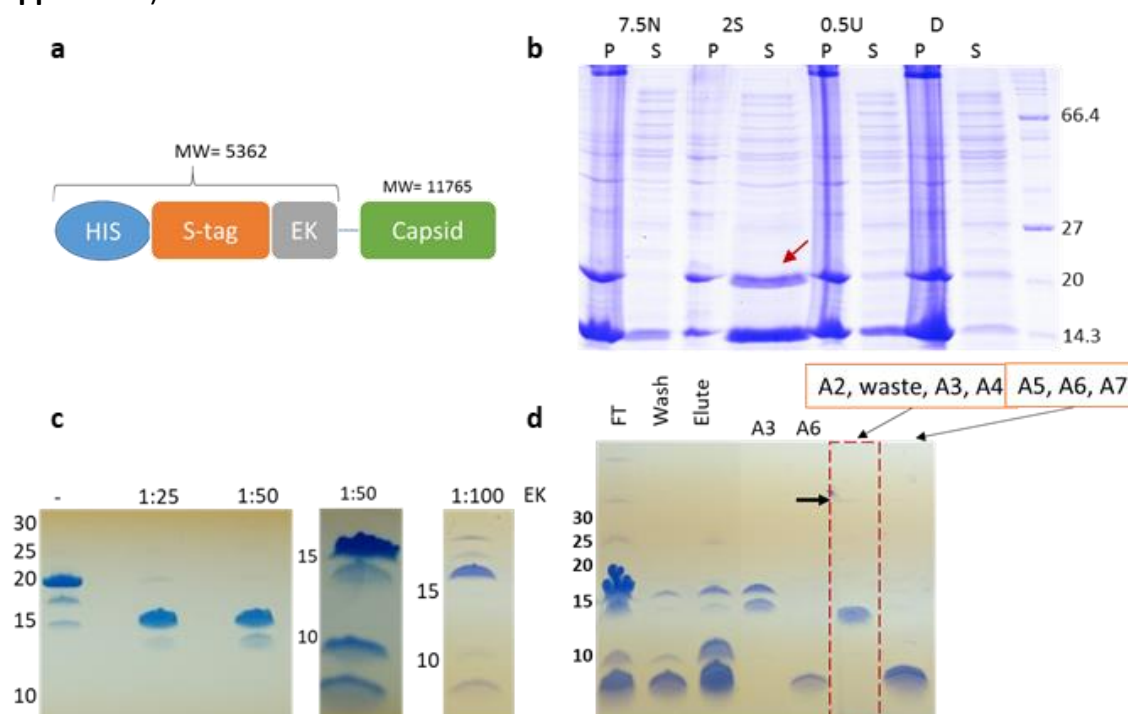 a
MW= 5362
MW= 11765
HIS
S-tag
EK
Capsid
b
7.5N 2S 0.5U D
P S P S P S P S
66.4
27
20
14.3
c
- 1:25 1:50 1:50 1:100 EK
30
25
20
15
10
15
10
15
10
d
FT
Wash
Elute
A3 A6
A2, waste, A3, A4
A5, A6, A7
30
25
20
15
10